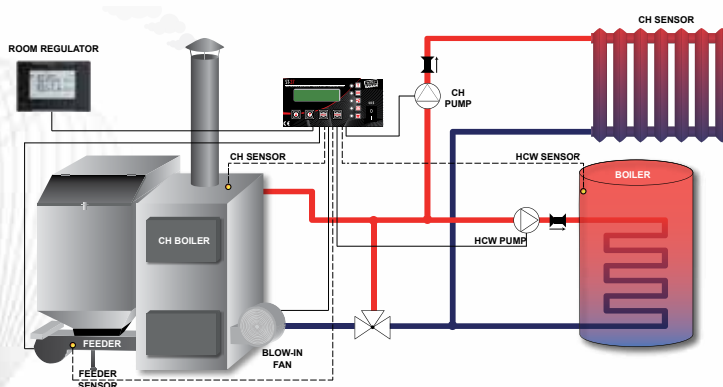 CH SENSOR
ROOM REGULATOR
CH
PUMP
CH SENSOR
HCW SENSOR
BOILER
CH BOILER
HCW PUMP
FEEDER
BLOW-IN
FAN
FEEDER
SENSOR